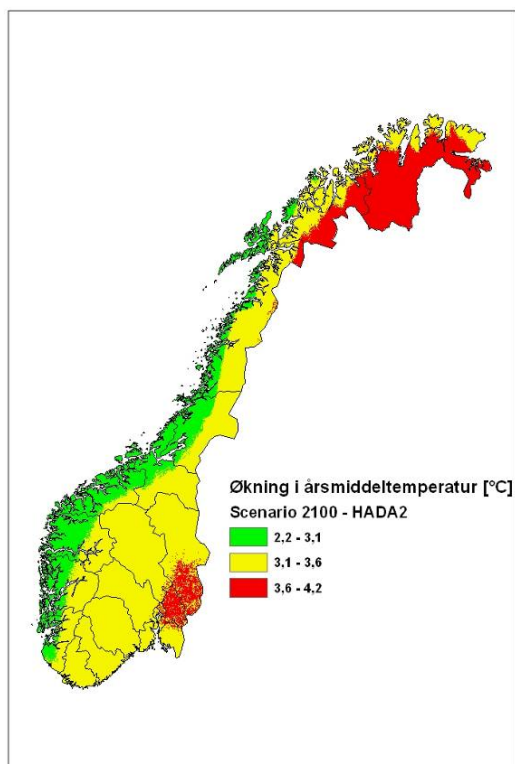 Økning i årsmiddeltemperatur [°C]
Scenario 2100 - HADA2
2,2 - 3,1
3,1 - 3,6
3,6 - 4,2